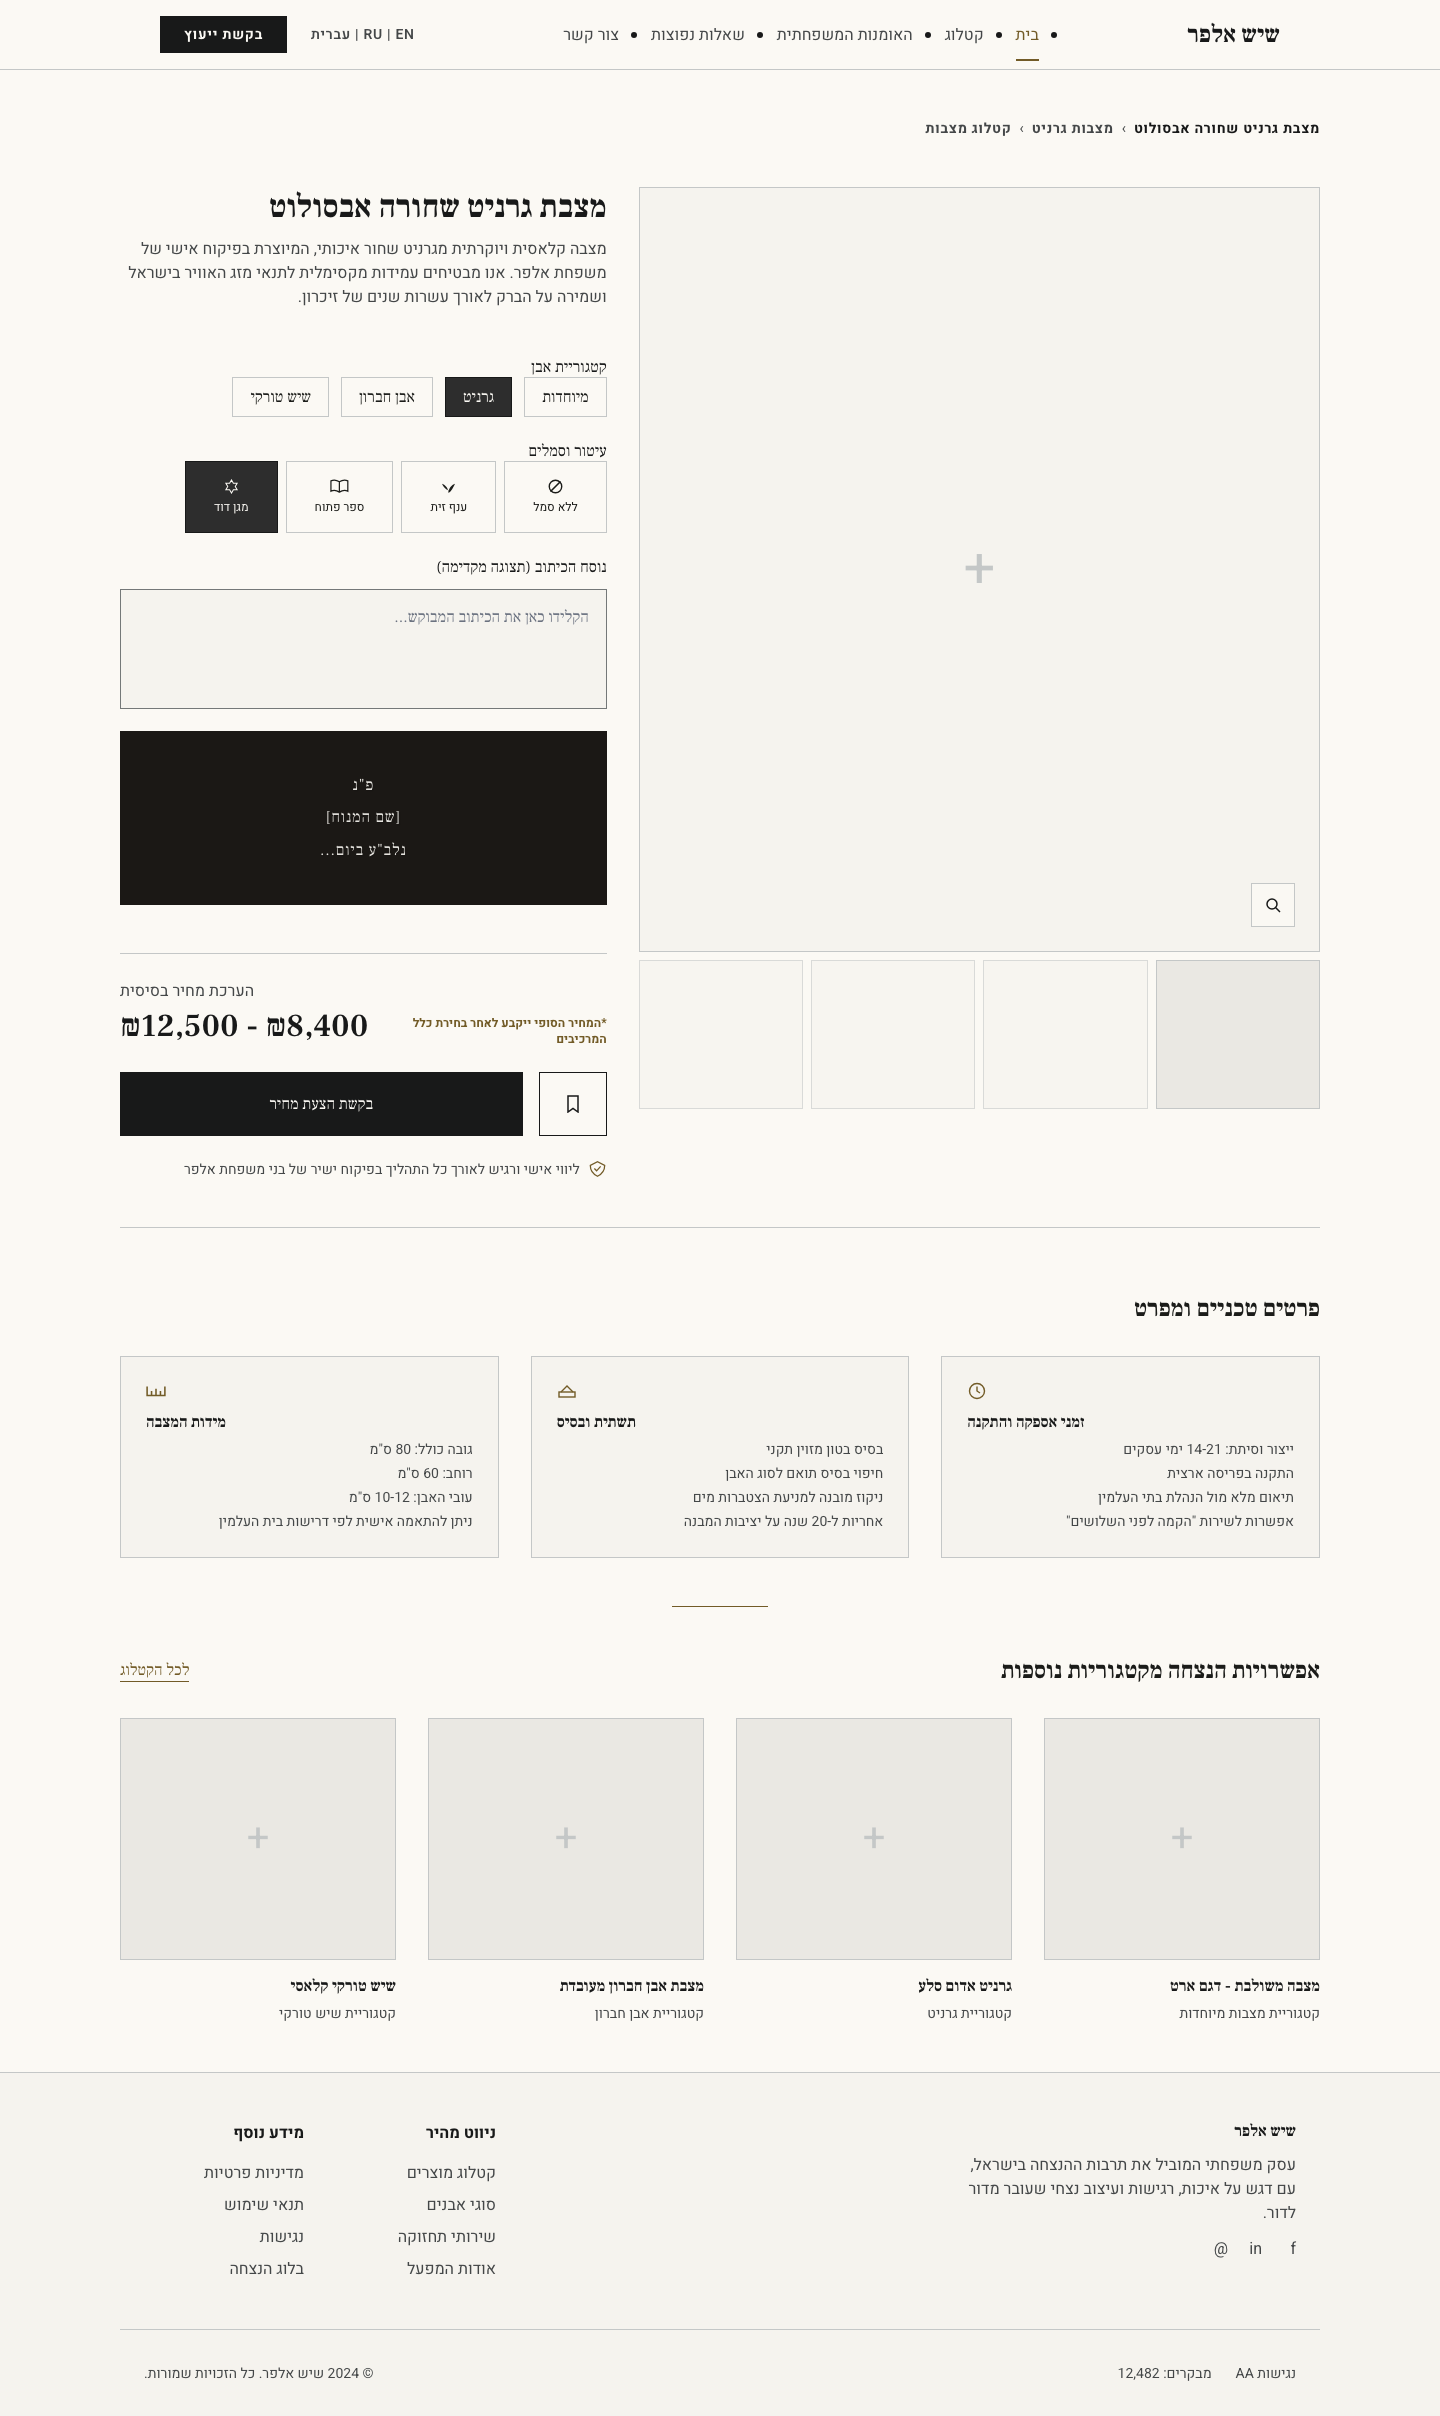 שיש אלפר
בית
קטלוג
האומנות המשפחתית
שאלות נפוצות
צור קשר
עברית | RU | EN
בקשת ייעוץ
מצבת גרניט שחורה אבסולוט › מצבות גרניט › קטלוג מצבות
מצבת גרניט שחורה אבסולוט
מצבה קלאסית ויוקרתית מגרניט שחור איכותי, המיוצרת בפיקוח אישי של
משפחת אלפר. אנו מבטיחים עמידות מקסימלית לתנאי מזג האוויר בישראל
ושמירה על הברק לאורך עשרות שנים של זיכרון.
קטגוריית אבן
מיוחדות
גרניט
אבן חברון
שיש טורקי
עיטור וסמלים
ללא סמל
ענף זית
ספר פתוח
מגן דוד
נוסח הכיתוב (תצוגה מקדימה)
הקלידו כאן את הכיתוב המבוקש...
פ"נ
[שם המנוח]
נלב"ע ביום...
הערכת מחיר בסיסית
₪8,400 - ₪12,500
*המחיר הסופי ייקבע לאחר בחירת כלל
המרכיבים
בקשת הצעת מחיר
ליווי אישי ורגיש לאורך כל התהליך בפיקוח ישיר של בני משפחת אלפר
פרטים טכניים ומפרט
זמני אספקה והתקנה
ייצור וסיתת: 14-21 ימי עסקים
התקנה בפריסה ארצית
תיאום מלא מול הנהלת בתי העלמין
אפשרות לשירות "הקמה לפני השלושים"
תשתית ובסיס
בסיס בטון מזוין תקני
חיפוי בסיס תואם לסוג האבן
ניקוז מובנה למניעת הצטברות מים
אחריות ל-20 שנה על יציבות המבנה
מידות המצבה
גובה כולל: 80 ס"מ
רוחב: 60 ס"מ
עובי האבן: 10-12 ס"מ
ניתן להתאמה אישית לפי דרישות בית העלמין
אפשרויות הנצחה מקטגוריות נוספות
לכל הקטלוג
מצבה משולבת - דגם ארט
קטגוריית מצבות מיוחדות
גרניט אדום סלע
קטגוריית גרניט
מצבת אבן חברון מעובדת
קטגוריית אבן חברון
שיש טורקי קלאסי
קטגוריית שיש טורקי
שיש אלפר
עסק משפחתי המוביל את תרבות ההנצחה בישראל,
עם דגש על איכות, רגישות ועיצוב נצחי שעובר מדור
לדור.
f in @
ניווט מהיר
קטלוג מוצרים
סוגי אבנים
שירותי תחזוקה
אודות המפעל
מידע נוסף
מדיניות פרטיות
תנאי שימוש
נגישות
בלוג הנצחה
נגישות AA
מבקרים: 12,482
© 2024 שיש אלפר. כל הזכויות שמורות.